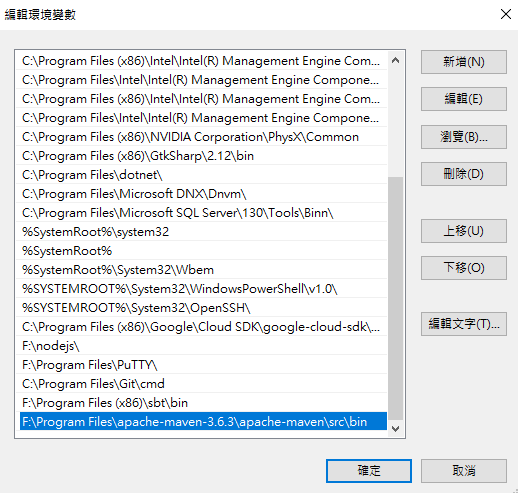 編輯環境變數
C:\Program Files (x86)\Intel\Intel(R) Management Engine Com...
C:\Program Files\Intel\Intel(R) Management Engine Compone...
C:\Program Files (x86)\Intel\Intel(R) Management Engine Com...
C:\Program Files\Intel\Intel(R) Management Engine Compone...
C:\Program Files (x86)\NVIDIA Corporation\PhysX\Common
C:\Program Files (x86)\GtkSharp\2.12\bin
C:\Program Files\dotnet\
C:\Program Files\Microsoft DNX\Dnvm\
C:\Program Files\Microsoft SQL Server\130\Tools\Binn\
%SystemRoot%\system32
%SystemRoot%
%SystemRoot%\System32\Wbem
%SYSTEMROOT%\System32\WindowsPowerShell\v1.0\
%SYSTEMROOT%\System32\OpenSSH\
C:\Program Files (x86)\Google\Cloud SDK\google-cloud-sdk\...
F:\nodejs\
F:\Program Files\PuTTY\
C:\Program Files\Git\cmd
F:\Program Files (x86)\sbt\bin
F:\Program Files\apache-maven-3.6.3\apache-maven\src\bin
新增(N)
編輯(E)
瀏覽(B)...
刪除(D)
上移(U)
下移(O)
編輯文字(T)...
確定
取消